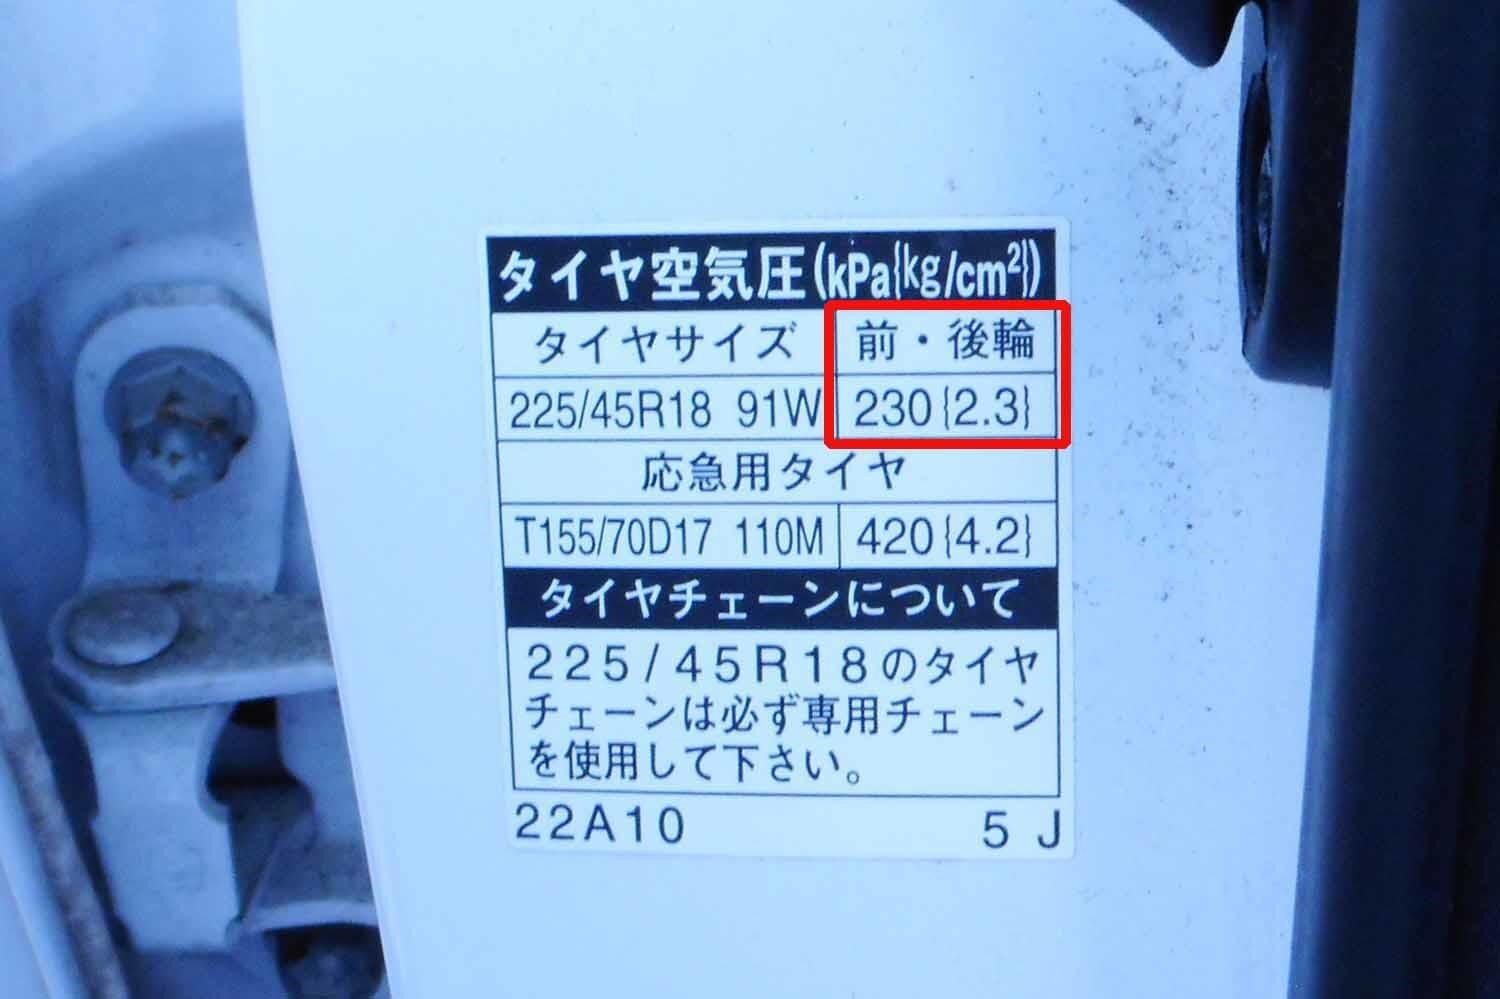 タイヤ空気圧(kPa{kg/cm²})
タイヤサイズ 前・後輪
225/45R18 91W 230{2.3}
応急用タイヤ
T155/70D17 110M 420{4.2}
タイヤチェーンについて
225/45R18のタイヤ
チェーンは必ず専用チェーン
を使用して下さい。
22A10 5J